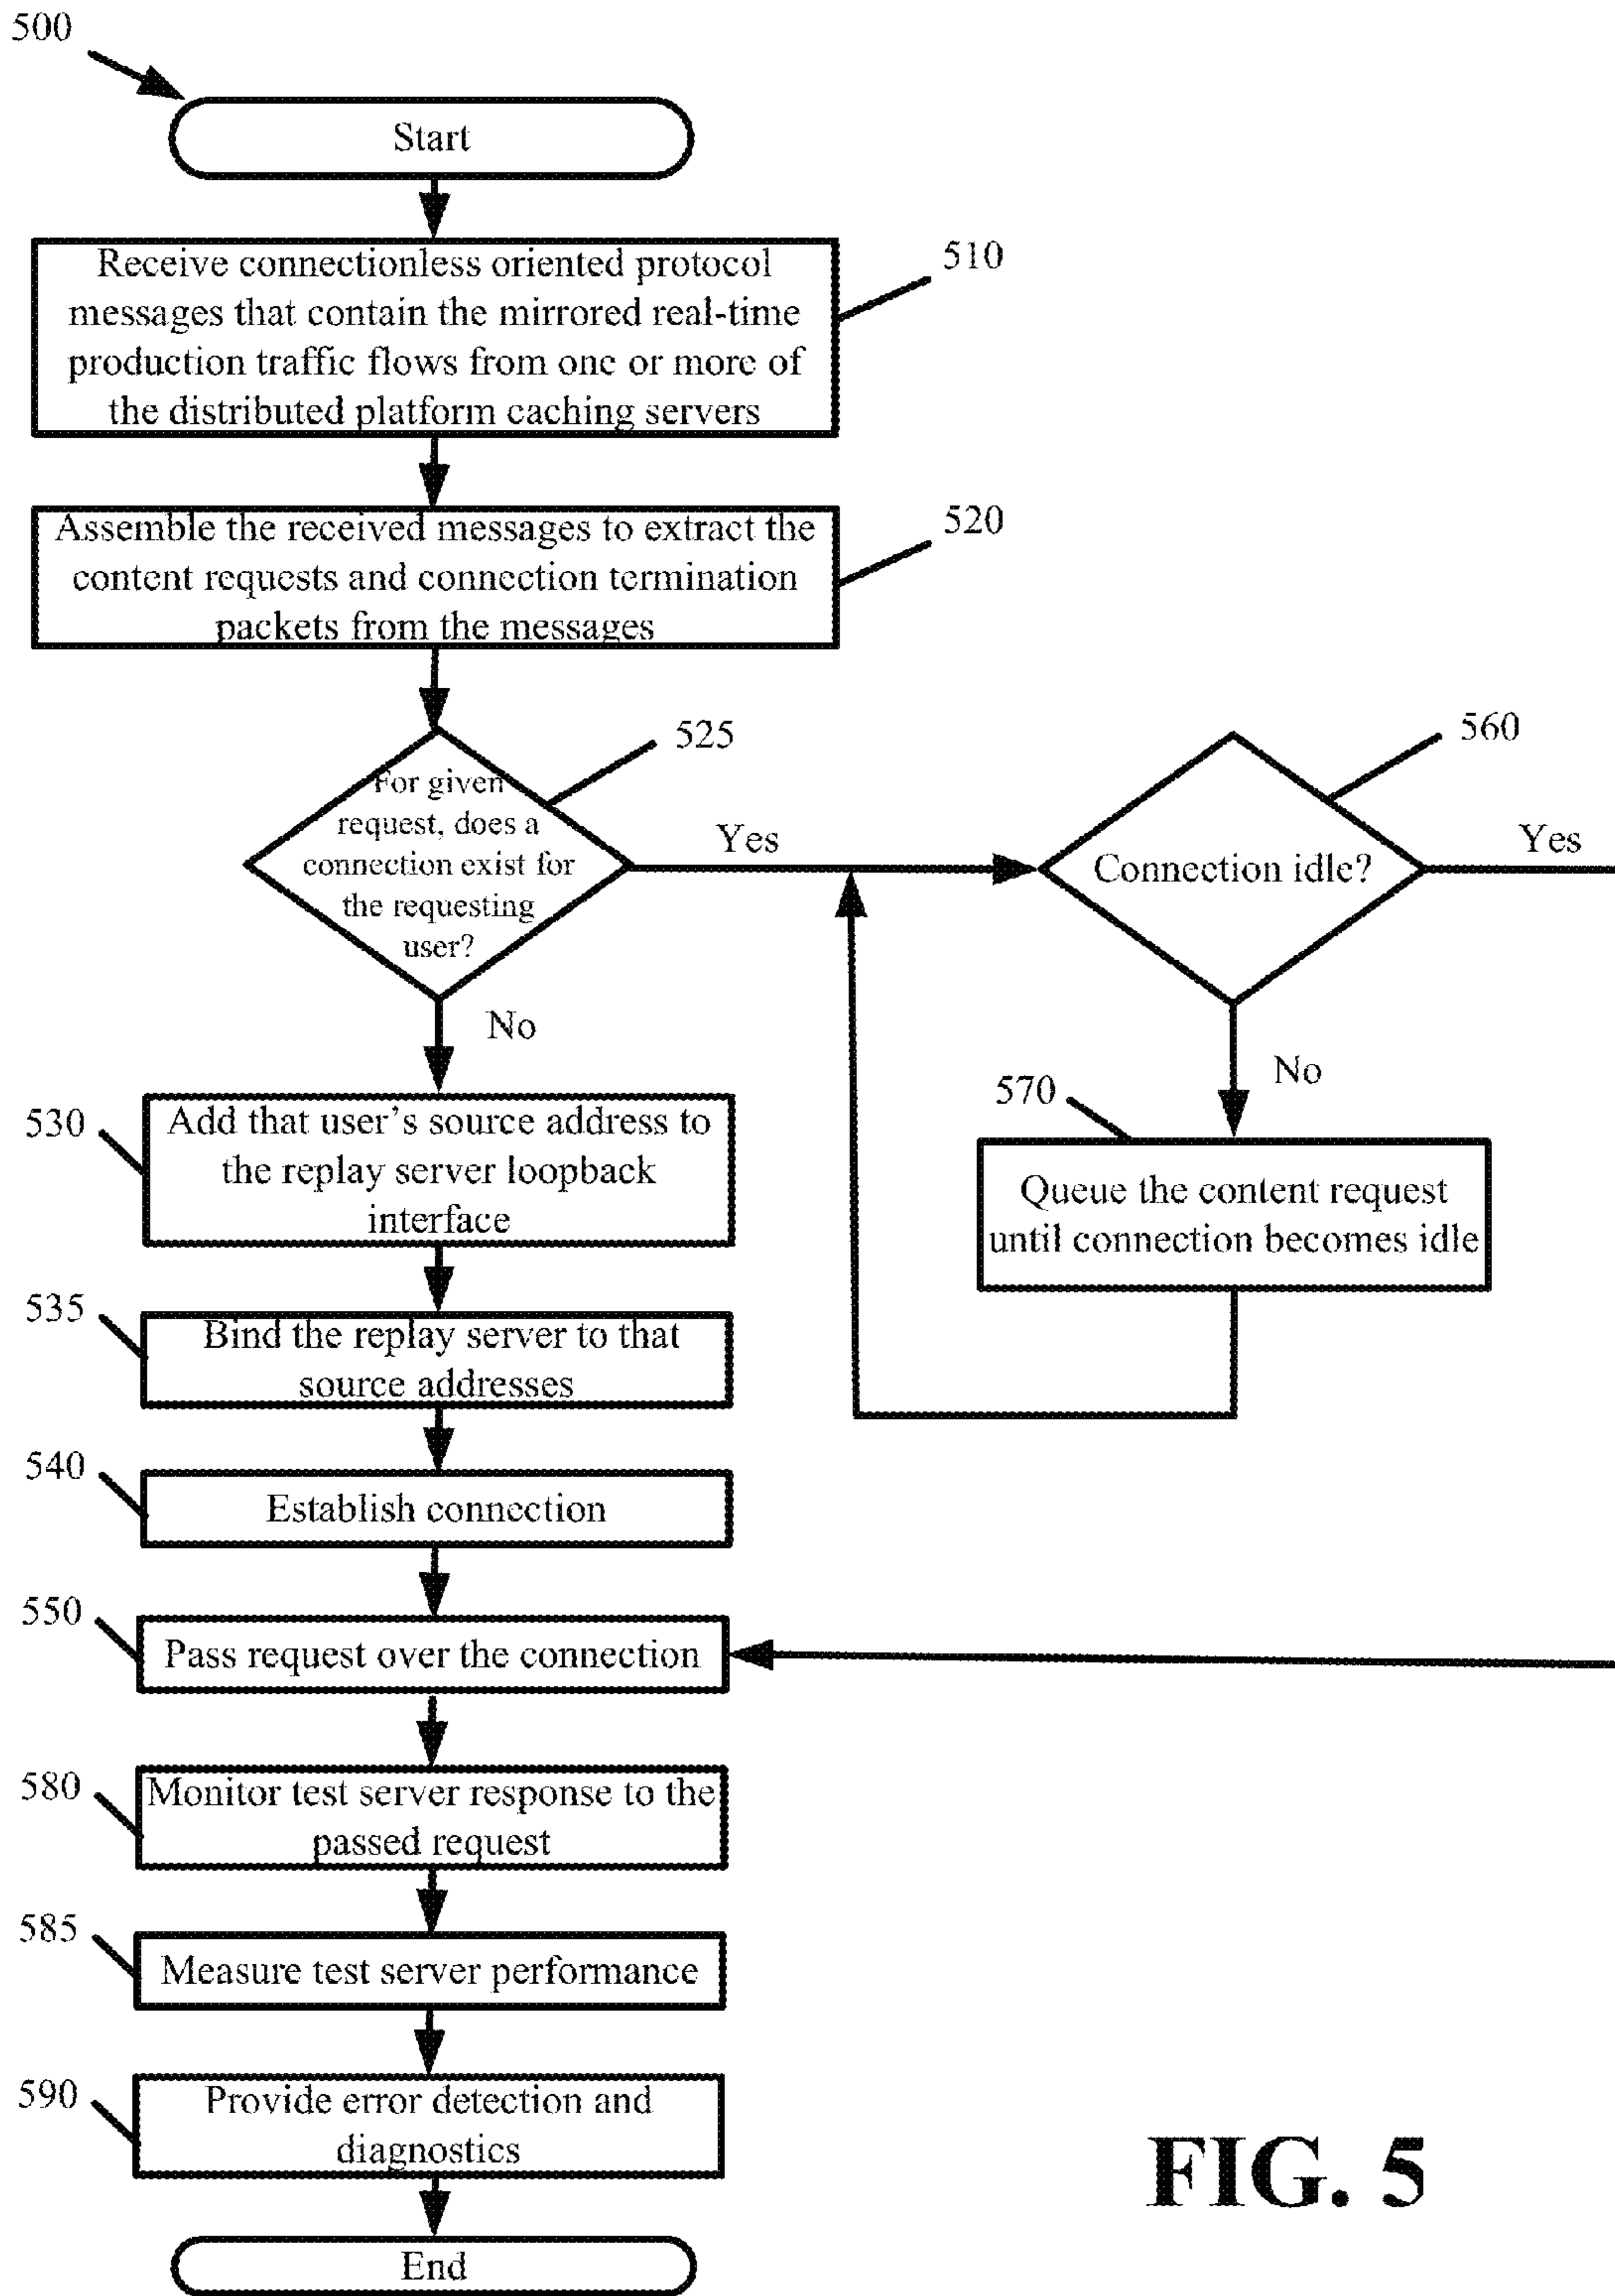 500
Start
Receive connectionless oriented protocol
messages that contain the mirrored real-time
production traffic flows from one or more of
the distributed platform caching servers
510
Assemble the received messages to extract the
content requests and connection termination
packets from the messages
520
For given
request, does a
connection exist for
the requesting
user?
525
Yes
No
Connection idle?
560
Yes
No
570
Queue the content request
until connection becomes idle
530
Add that user's source address to
the replay server loopback
interface
535
Bind the replay server to that
source addresses
540
Establish connection
550
Pass request over the connection
580
Monitor test server response to the
passed request
585
Measure test server performance
590
Provide error detection and
diagnostics
End
FIG. 5